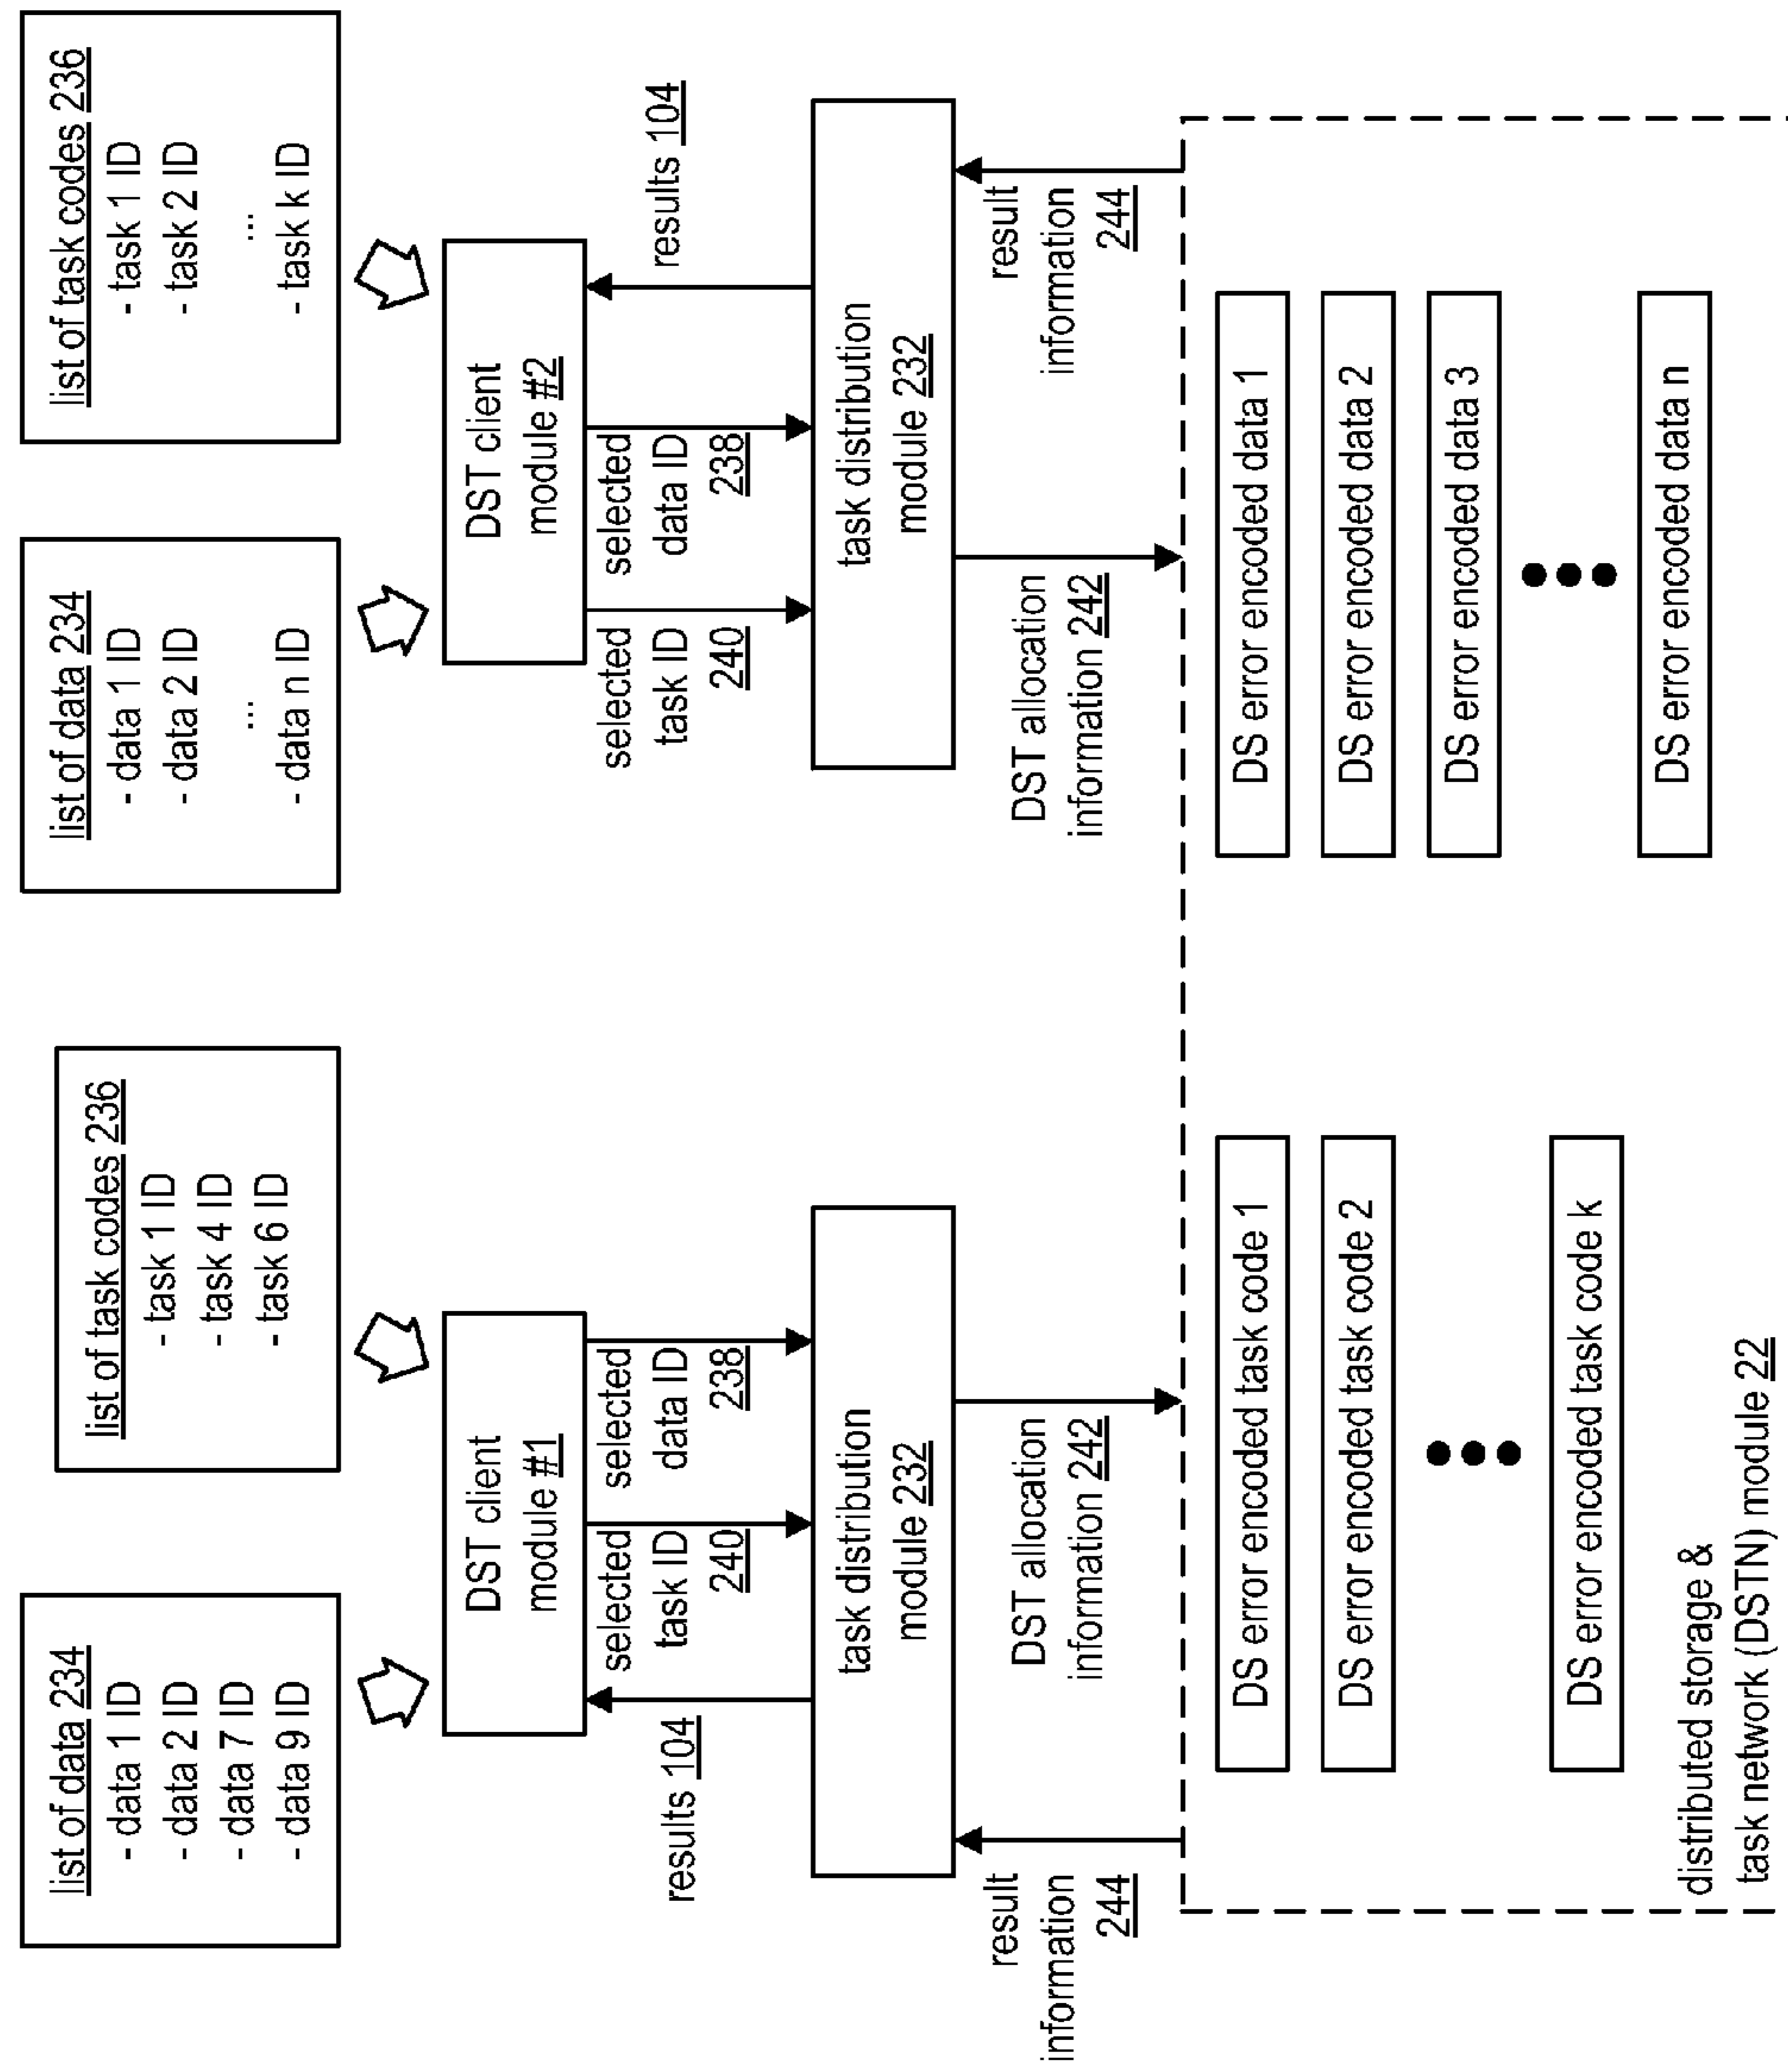 list of data 234
- data 1 ID
- data 2 ID
- data 7 ID
- data 9 ID
list of task codes 236
- task 1 ID
- task 4 ID
- task 6 ID
list of data 234
- data 1 ID
- data 2 ID
...
- data n ID
list of task codes 236
- task 1 ID
- task 2 ID
...
- task k ID
DST client
module #1
DST client
module #2
results 104
selected
task ID
240
selected
data ID
238
selected
task ID
240
selected
data ID
238
results 104
task distribution
module 232
task distribution
module 232
result
information
244
DST allocation
information 242
DST allocation
information 242
result
information
244
DS error encoded task code 1
DS error encoded task code 2
DS error encoded task code k
DS error encoded data 1
DS error encoded data 2
DS error encoded data 3
DS error encoded data n
distributed storage &
task network (DSTN) module 22